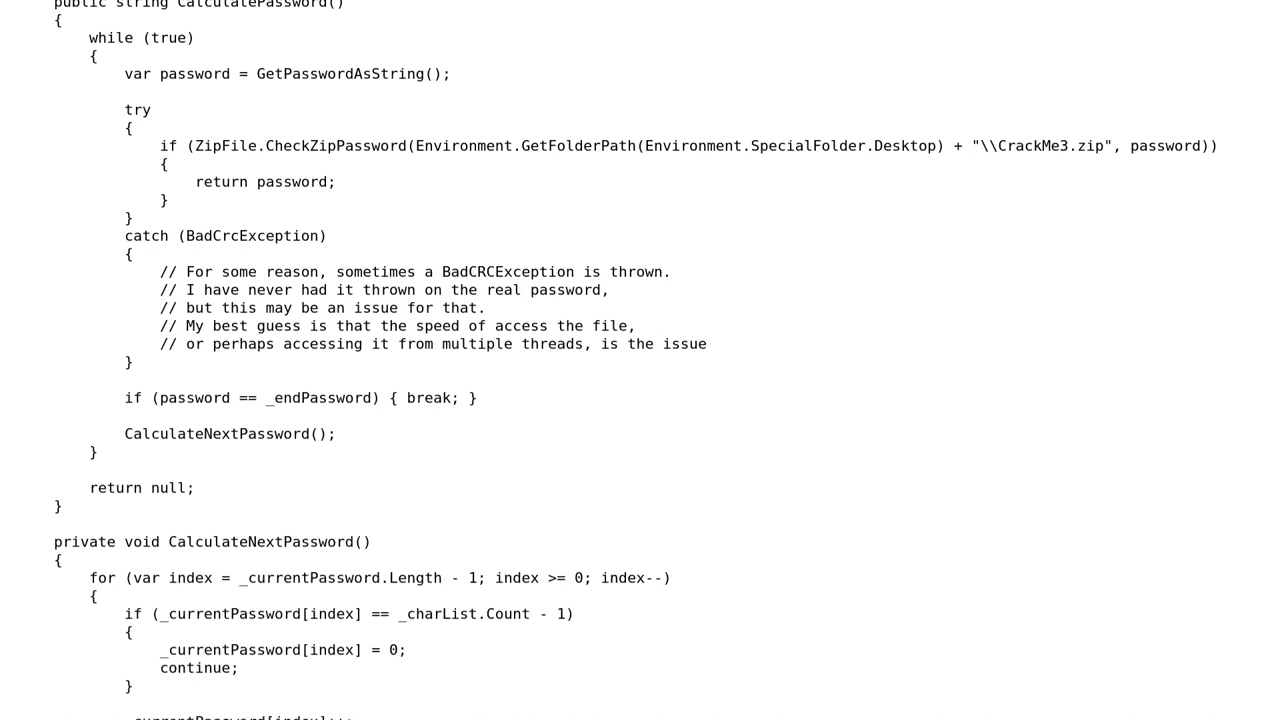 public string CalculatePassword()
{
while (true)
{
var password = GetPasswordAsString();
try
{
if (ZipFile.CheckZipPassword(Environment.GetFolderPath(Environment.SpecialFolder.Desktop) + "\\CrackMe3.zip", password))
{
return password;
}
}
catch (BadCrcException)
{
// For some reason, sometimes a BadCRCException is thrown.
// I have never had it thrown on the real password,
// but this may be an issue for that.
// My best guess is that the speed of access the file,
// or perhaps accessing it from multiple threads, is the issue
}
if (password == _endPassword) { break; }
CalculateNextPassword();
}
return null;
}
private void CalculateNextPassword()
{
for (var index = _currentPassword.Length - 1; index >= 0; index--)
{
if (_currentPassword[index] == _charList.Count - 1)
{
_currentPassword[index] = 0;
continue;
}
_currentPassword[index]++;